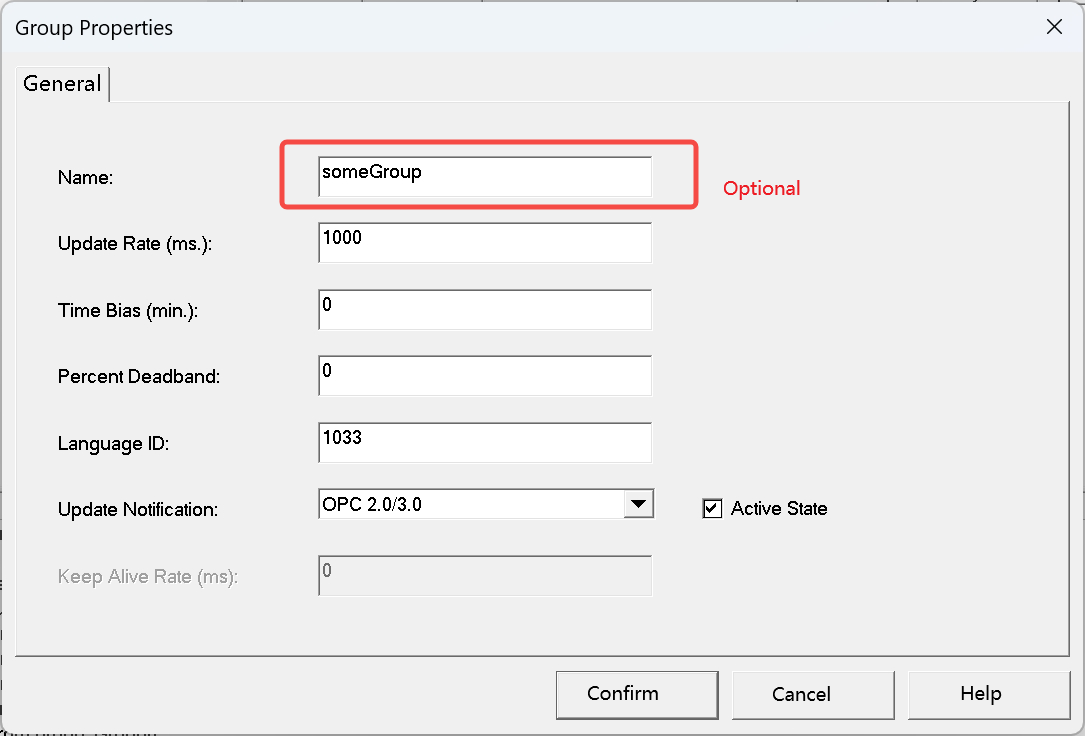 Group Properties
General
Name:
someGroup
Optional
Update Rate (ms.):
1000
Time Bias (min.):
0
Percent Deadband:
0
Language ID:
1033
Update Notification:
OPC 2.0/3.0
Active State
Keep Alive Rate (ms):
0
Confirm
Cancel
Help